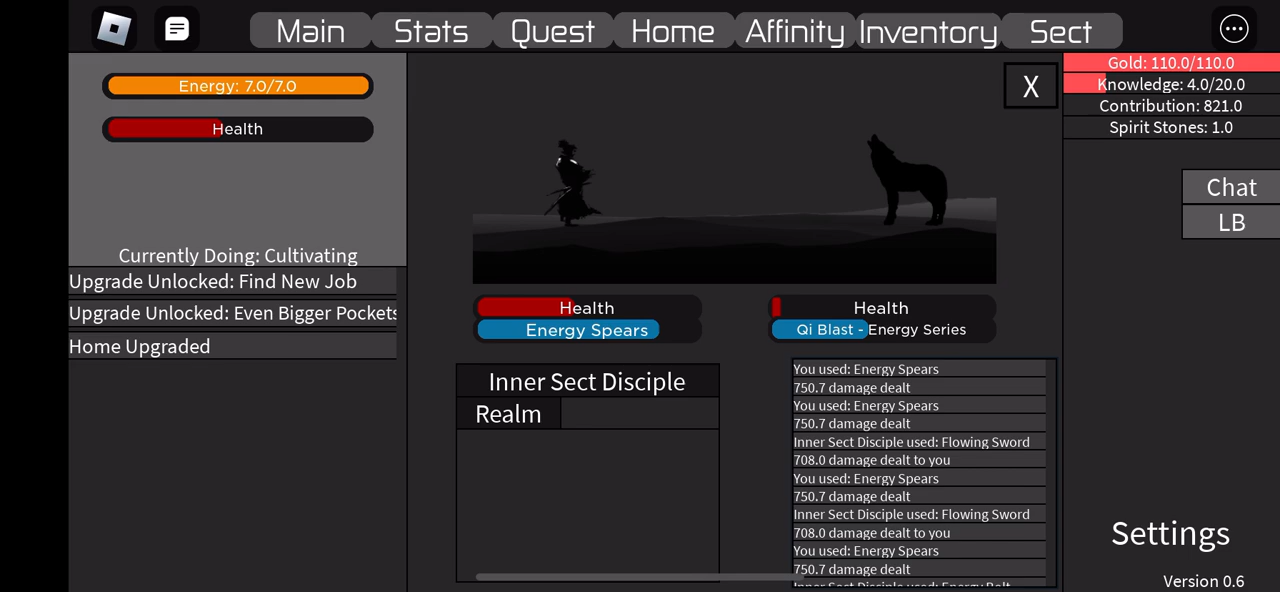 Main Stats Quest Home Affinity Inventory Sect
Energy: 7.0/7.0
Health
Currently Doing: Cultivating
Upgrade Unlocked: Find New Job
Upgrade Unlocked: Even Bigger Pockets
Home Upgraded
X
Health
Energy Spears
Health
Qi Blast - Energy Series
Inner Sect Disciple
Realm
You used: Energy Spears
750.7 damage dealt
You used: Energy Spears
750.7 damage dealt
Inner Sect Disciple used: Flowing Sword
708.0 damage dealt to you
You used: Energy Spears
750.7 damage dealt
Inner Sect Disciple used: Flowing Sword
708.0 damage dealt to you
You used: Energy Spears
750.7 damage dealt
Inner Sect Disciple used: Energy Bolt
Gold: 110.0/110.0
Knowledge: 4.0/20.0
Contribution: 821.0
Spirit Stones: 1.0
Chat
LB
Settings
Version 0.6